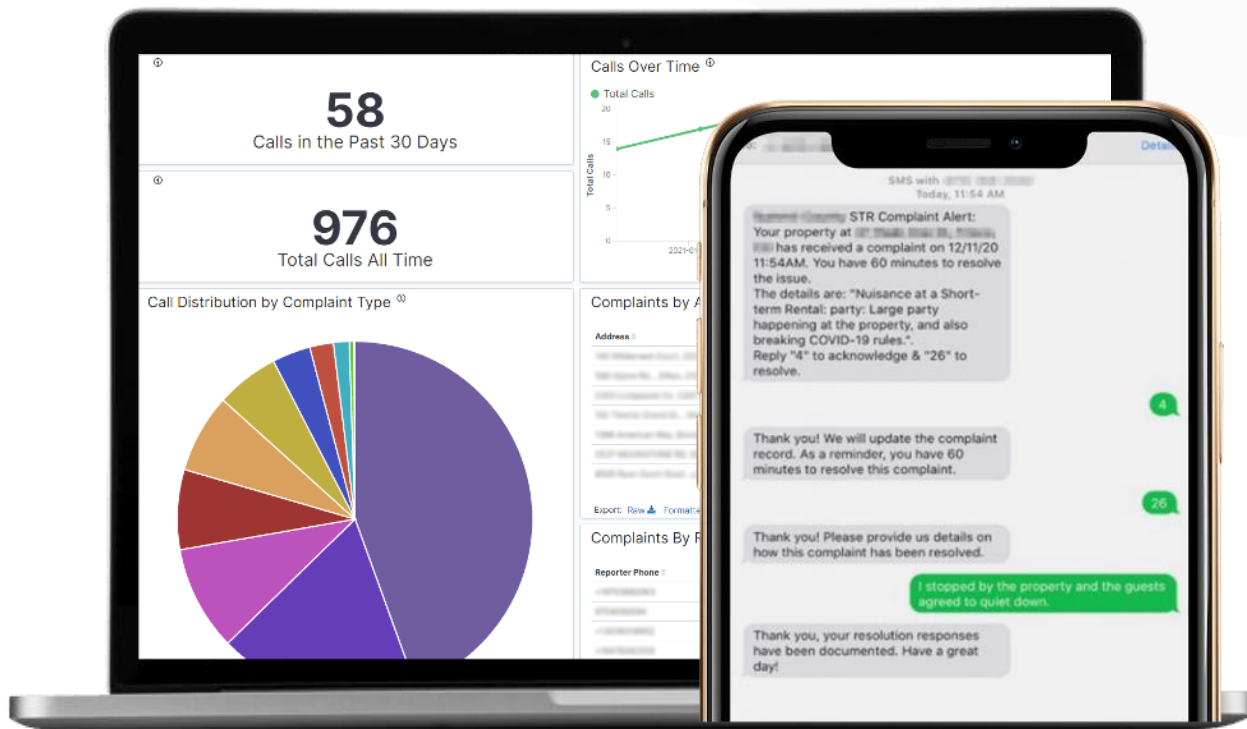 58
Calls in the Past 30 Days
976
Total Calls All Time
Call Distribution by Complaint Type
Calls Over Time
Total Calls
20
15
10
5
0
Total Calls
2021-01
Complaints by A
Address
Export: Raw Formatte
Complaints By R
Reporter Phone
Detail
SMS with
Today, 11:54 AM
STR Complaint Alert:
Your property at
has received a complaint on 12/11/20
11:54AM. You have 60 minutes to resolve
the issue.
The details are: "Nuisance at a Short-
term Rental: party: Large party
happening at the property, and also
breaking COVID-19 rules.".
Reply "4" to acknowledge & "26" to
resolve.
4
Thank you! We will update the complaint
record. As a reminder, you have 60
minutes to resolve this complaint.
26
Thank you! Please provide us details on
how this complaint has been resolved.
I stopped by the property and the guests
agreed to quiet down.
Thank you, your resolution responses
have been documented. Have a great
day!